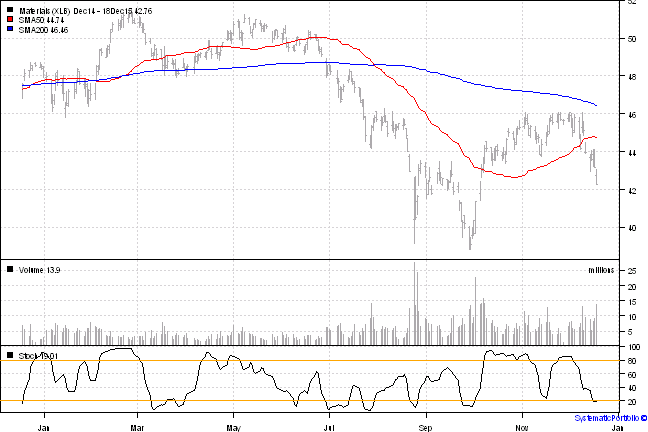 Materials (XLB) Dec14 - 18Dec15 42.76
SMA50 44.74
SMA200 46.46
52
50
48
46
44
42
40
Volume 13.9
millions
25
20
15
10
5
Stock 19.01
100
80
60
40
20
Jan Mar May Jul Sep Nov Jan
SystematicPortfolio ©